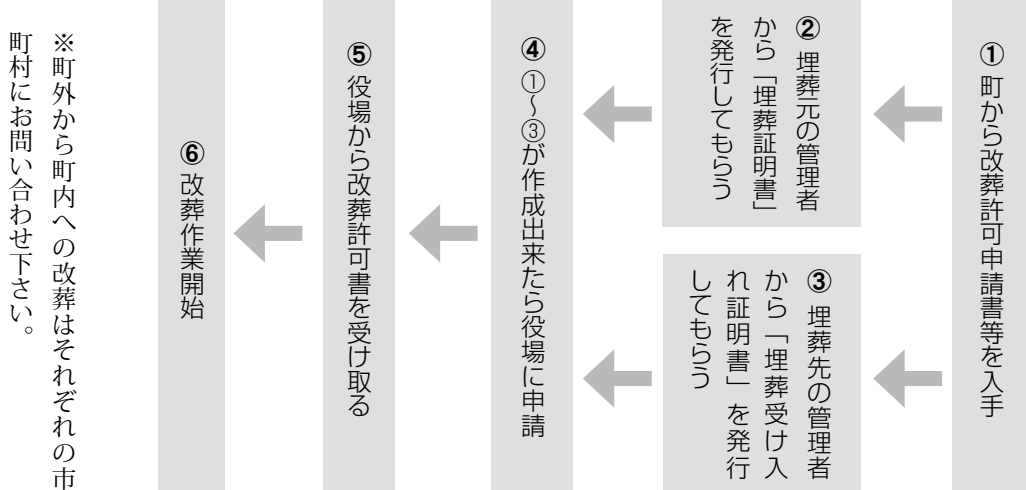 ① 町から改葬許可申請書等を入手
② 埋葬元の管理者
から「埋葬証明書」
を発行してもらう
③ 埋葬先の管理者
から「埋葬受け入
れ証明書」を発行
してもらう
④ ①〜③が作成出来たら役場に申請
⑤ 役場から改葬許可書を受け取る
⑥ 改葬作業開始
※町外から町内への改葬はそれぞれの市
町村にお問い合わせ下さい。